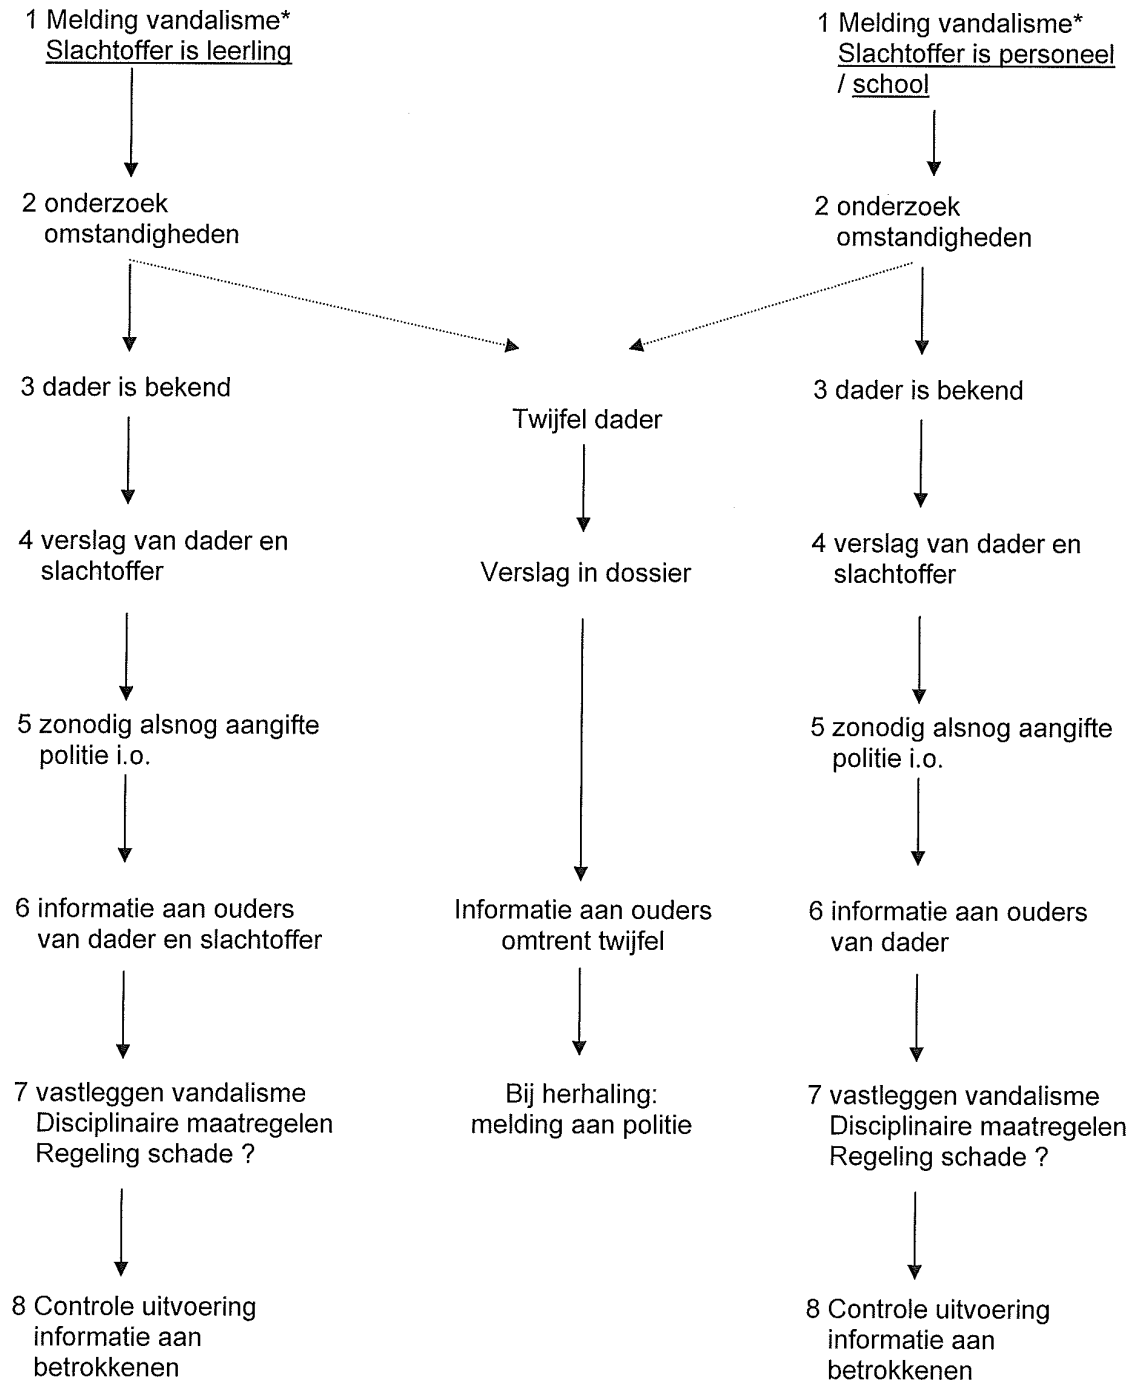 1 Melding vandalisme*
Slachtoffer is leerling
2 onderzoek
omstandigheden
3 dader is bekend
4 verslag van dader en
slachtoffer
5 zonodig alsnog aangifte
politie i.o.
6 informatie aan ouders
van dader en slachtoffer
7 vastleggen vandalisme
Disciplinaire maatregelen
Regeling schade ?
8 Controle uitvoering
informatie aan
betrokkenen
Twijfel dader
Verslag in dossier
Informatie aan ouders
omtrent twijfel
Bij herhaling:
melding aan politie
1 Melding vandalisme*
Slachtoffer is personeel
/ school
2 onderzoek
omstandigheden
3 dader is bekend
4 verslag van dader en
slachtoffer
5 zonodig alsnog aangifte
politie i.o.
6 informatie aan ouders
van dader
7 vastleggen vandalisme
Disciplinaire maatregelen
Regeling schade ?
8 Controle uitvoering
informatie aan
betrokkenen